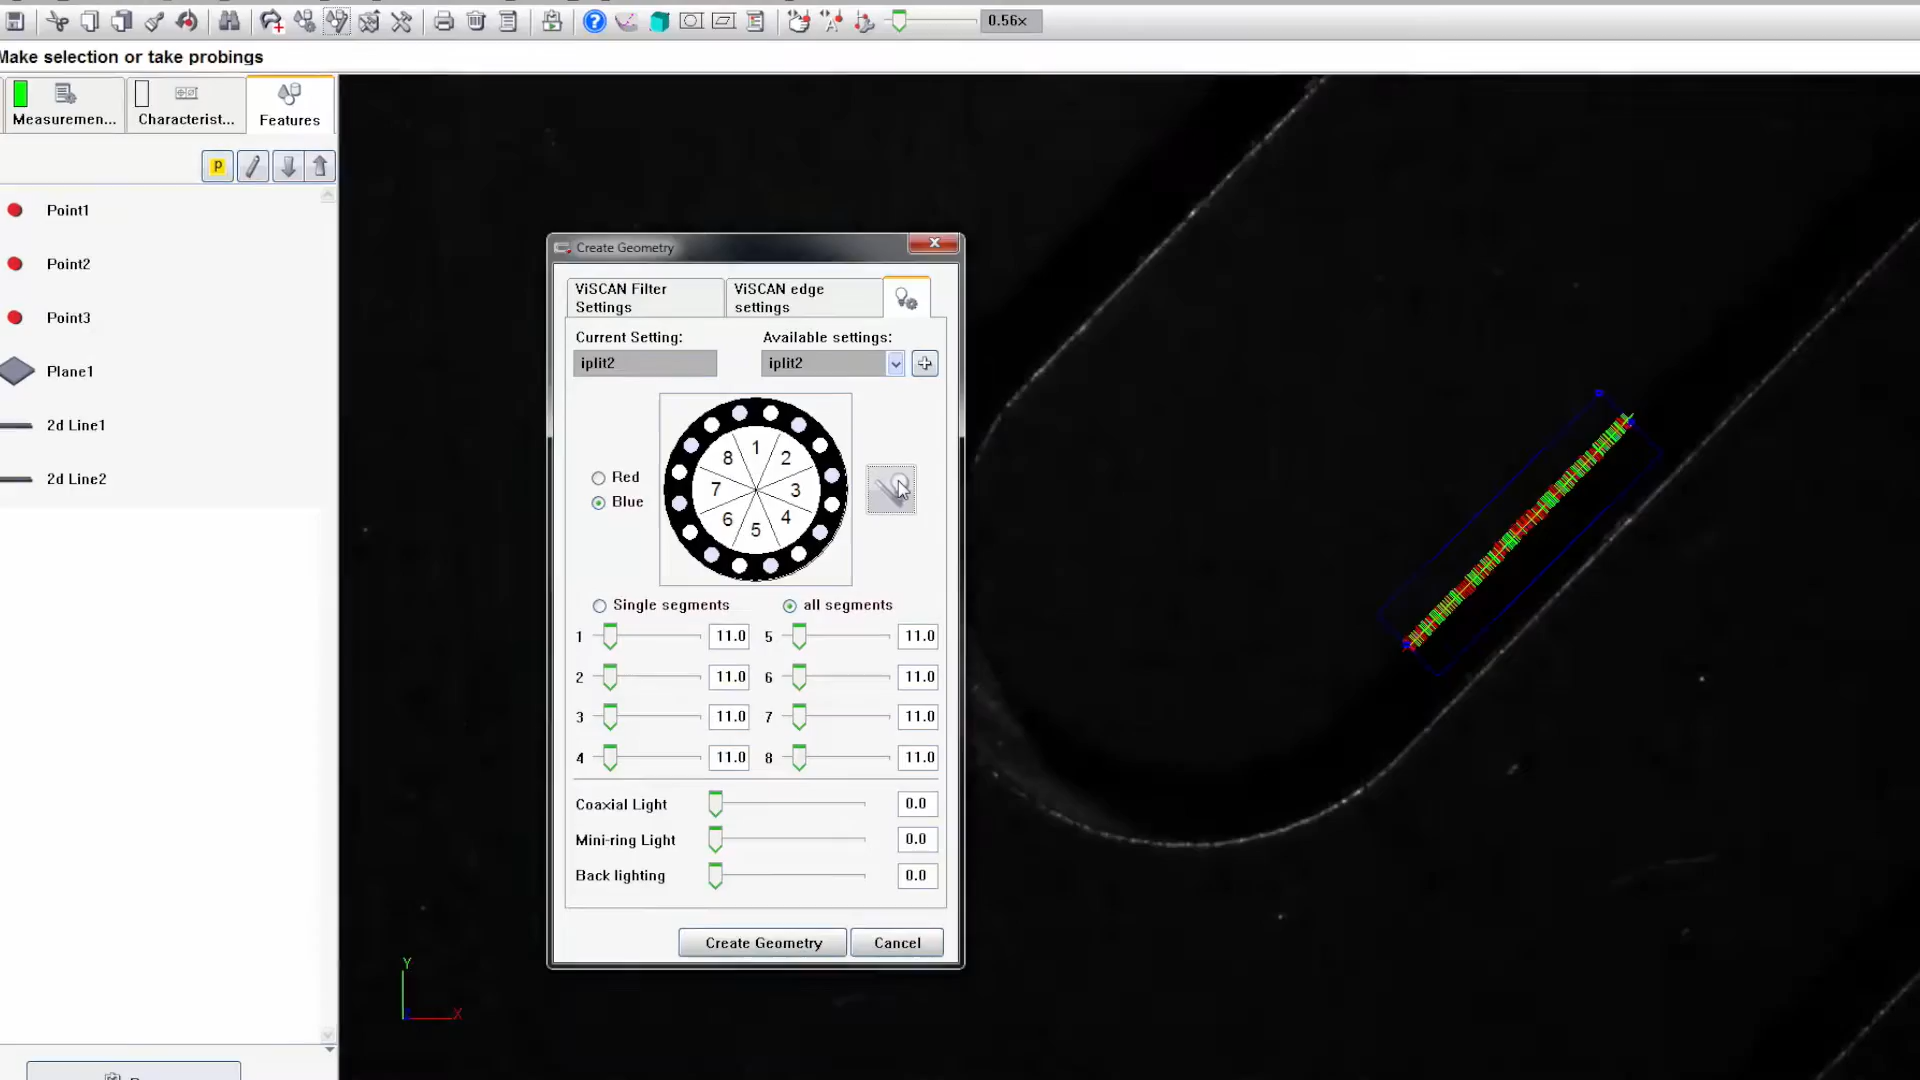 0.56×
Make selection or take probings
Measuremen...
Characterist...
Features
P
Point1
Point2
Point3
Plane1
2d Line1
2d Line2
Create Geometry
ViSCAN Filter
Settings
ViSCAN edge
settings
Current Setting:
Available settings:
iplit2
iplit2
Red
Blue
1
2
3
4
5
6
7
8
Single segments
all segments
1 11.0 5 11.0
2 11.0 6 11.0
3 11.0 7 11.0
4 11.0 8 11.0
Coaxial Light 0.0
Mini-ring Light 0.0
Back lighting 0.0
Create Geometry
Cancel
Y
X